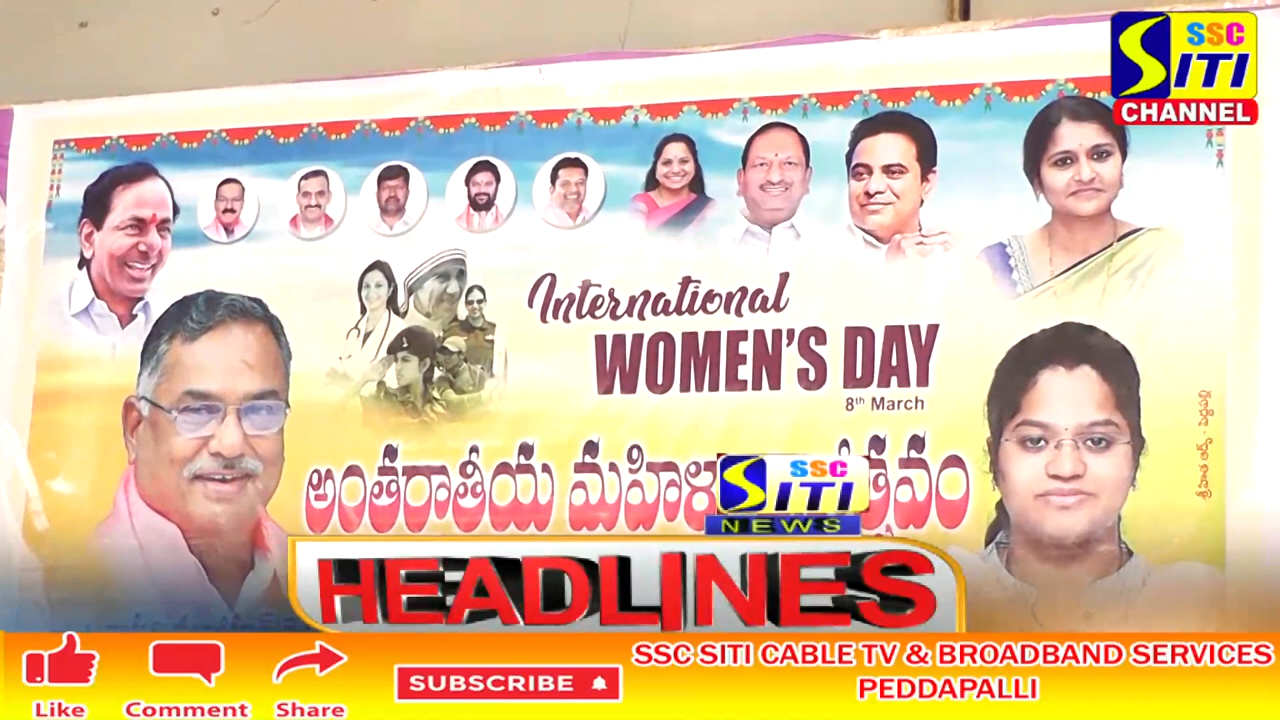 SSC
SITI
CHANNEL
International
WOMEN'S DAY
8th March
అంతరాతీయ మహిళా
SSC
SITI
NEWS
HEADLINES
Like
Comment
Share
SUBSCRIBE
SSC SITI CABLE TV & BROADBAND SERVICES
PEDDAPALLI